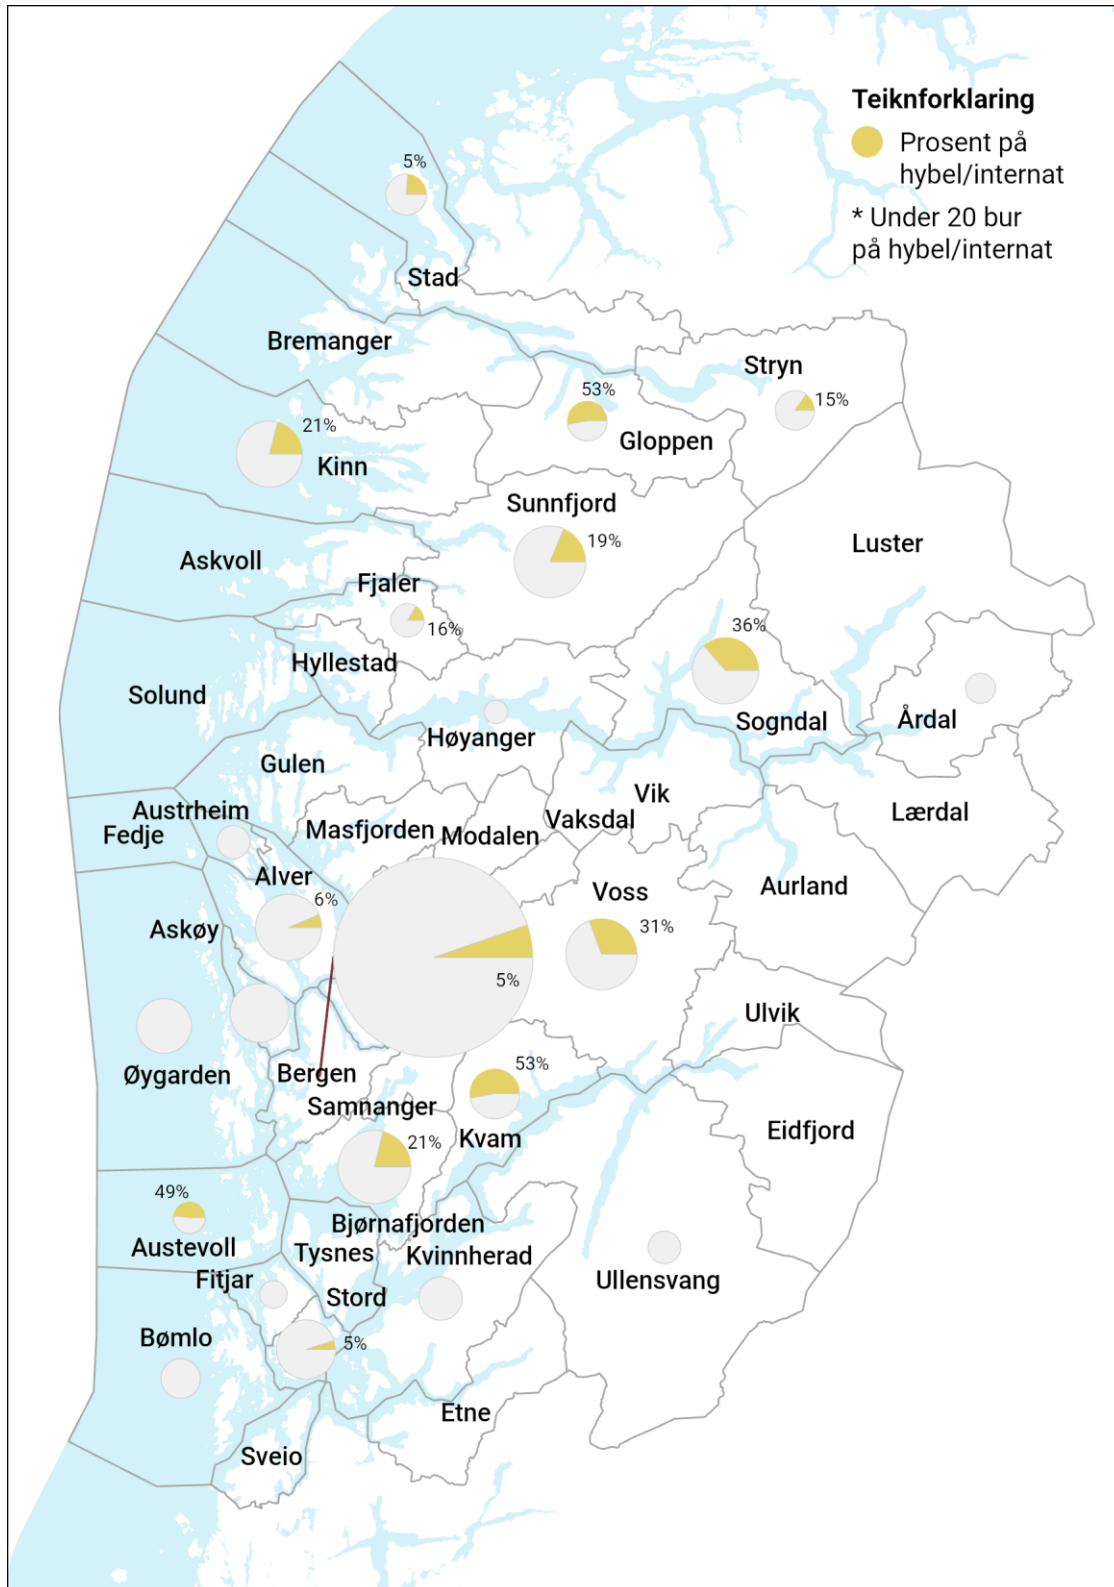 Teiknforklaring
Prosent på
hybel/internat
* Under 20 bur
på hybel/internat
5%
Stad
Bremanger
Stryn
53%
15%
21%
Gloppen
Kinn
Sunnfjord
19%
Luster
Askvoll
Fjaler
16%
36%
Hyllestad
Solund
Sogndal
Årdal
Høyanger
Gulen
Vik
Austrheim
Fedje
Masfjorden
Modalen
Vaksdal
Lærdal
Alver
6%
Voss
Aurland
Askøy
31%
5%
Ulvik
Øygarden
Bergen
53%
Samnanger
Kvam
21%
Eidfjord
49%
Austevoll
Bjørnafjorden
Tysnes
Kvinnherad
Fitjar
Stord
Ullensvang
Bømlo
5%
Etne
Sveio